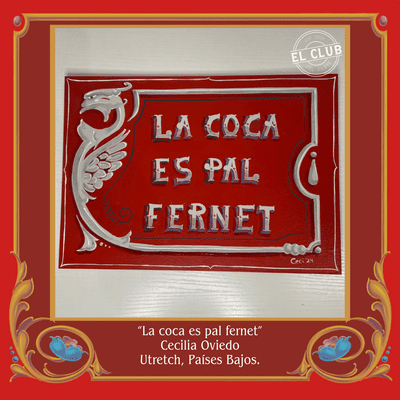 EL CLUB
LA COCA
ES PAL
FERNET
Ceci 24
"La coca es pal fernet"
Cecilia Oviedo
Utretch, Países Bajos.